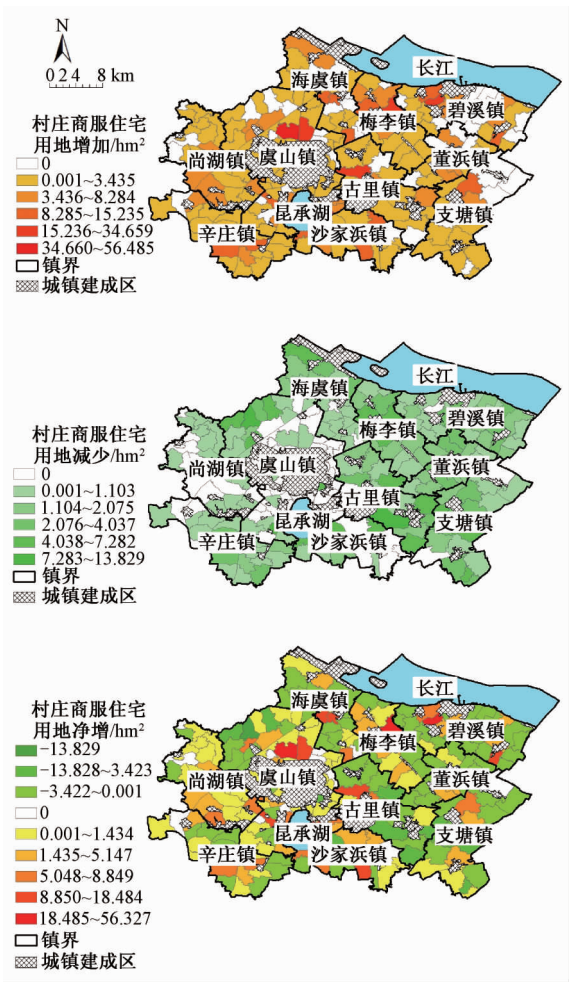 N
0 2 4 8 km
海虞镇
长江
碧溪镇
梅李镇
村庄商服住宅
用地增加/hm²
尚湖镇
虞山镇
董浜镇
古里镇
支塘镇
昆承湖
辛庄镇
沙家浜镇
0
0.001~3.435
3.436~8.284
8.285~15.235
15.236~34.659
34.660~56.485
镇界
城镇建成区
海虞镇
长江
碧溪镇
梅李镇
村庄商服住宅
用地减少/hm²
尚湖镇
虞山镇
董浜镇
古里镇
支塘镇
昆承湖
辛庄镇
沙家浜镇
0
0.001~1.103
1.104~2.075
2.076~4.037
4.038~7.282
7.283~13.829
镇界
城镇建成区
海虞镇
长江
碧溪镇
梅李镇
村庄商服住宅
用地净增/hm²
尚湖镇
虞山镇
董浜镇
古里镇
支塘镇
昆承湖
辛庄镇
沙家浜镇
−13.829
−13.828~3.423
−3.422~0.001
0
0.001~1.434
1.435~5.147
5.048~8.849
8.850~18.484
18.485~56.327
镇界
城镇建成区